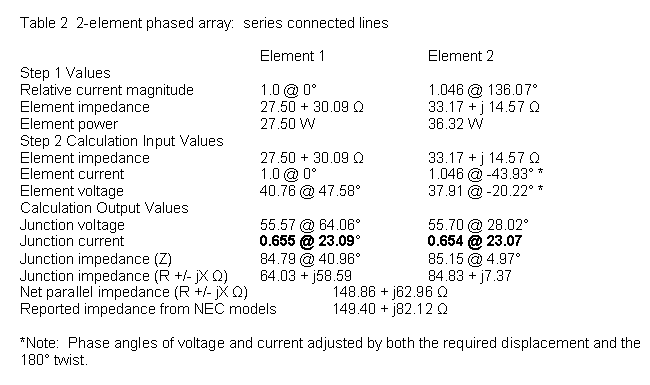 Table 2  2-element phased array:  series connected lines
Element 1 Element 2
Step 1 Values
Relative current magnitude 1.0 @ 0° 1.046 @ 136.07°
Element impedance 27.50 + 30.09 Ω 33.17 + j 14.57 Ω
Element power 27.50 W 36.32 W
Step 2 Calculation Input Values
Element impedance 27.50 + 30.09 Ω 33.17 + j 14.57 Ω
Element current 1.0 @ 0° 1.046 @ -43.93° *
Element voltage 40.76 @ 47.58° 37.91 @ -20.22° *
Calculation Output Values
Junction voltage 55.57 @ 64.06° 55.70 @ 28.02°
Junction current 0.655 @ 23.09° 0.654 @ 23.07
Junction impedance (Z) 84.79 @ 40.96° 85.15 @ 4.97°
Junction impedance (R +/- jX Ω) 64.03 + j58.59 84.83 + j7.37
Net parallel impedance (R +/- jX Ω) 148.86 + j62.96 Ω
Reported impedance from NEC models 149.40 + j82.12 Ω
*Note:  Phase angles of voltage and current adjusted by both the required displacement and the
180° twist.